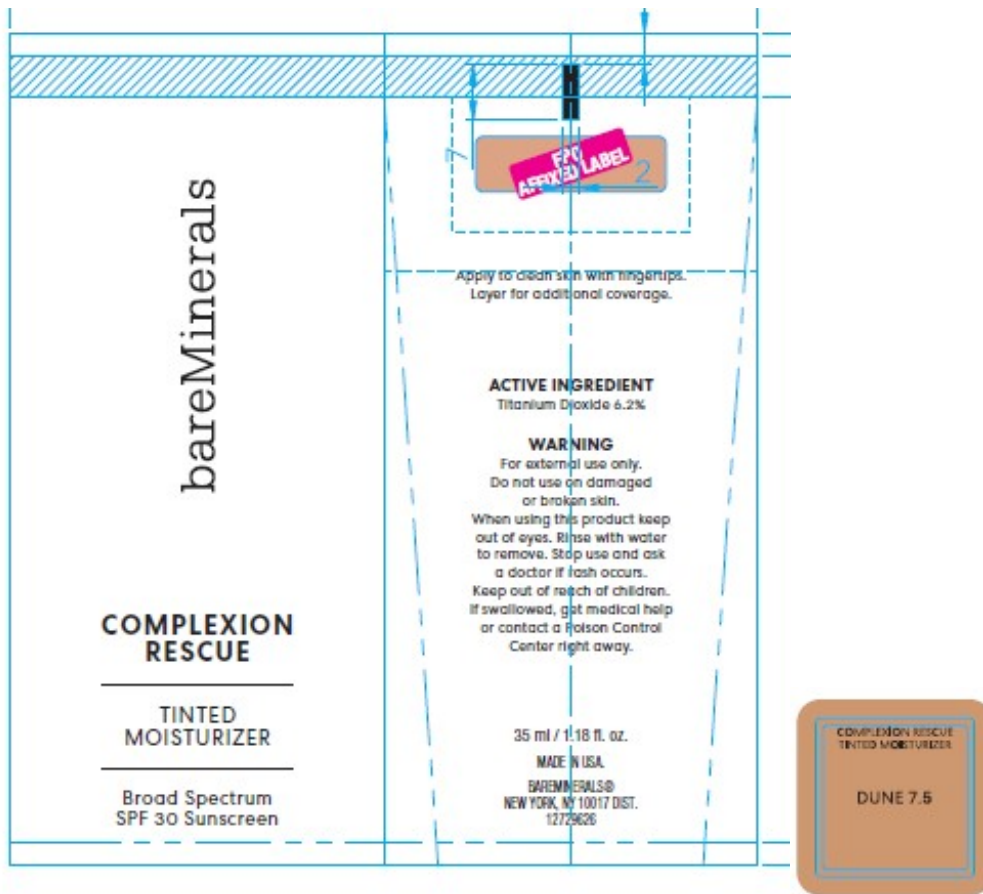 bareMinerals
COMPLEXION
RESCUE
TINTED
MOISTURIZER
Broad Spectrum
SPF 30 Sunscreen
7
FPO
AFFIXED LABEL
2
Apply to clean skin with fingertips.
Layer for additional coverage.
ACTIVE INGREDIENT
Titanium Dioxide 6.2%
WARNING
For external use only.
Do not use on damaged
or broken skin.
When using this product keep
out of eyes. Rinse with water
to remove. Stop use and ask
a doctor if rash occurs.
Keep out of reach of children.
If swallowed, get medical help
or contact a Poison Control
Center right away.
35 ml / 1.18 fl. oz.
MADE IN USA.
BAREMINERALS®
NEW YORK, NY 10017 DIST.
12729626
COMPLEXION RESCUE
TINTED MOISTURIZER
DUNE 7.5